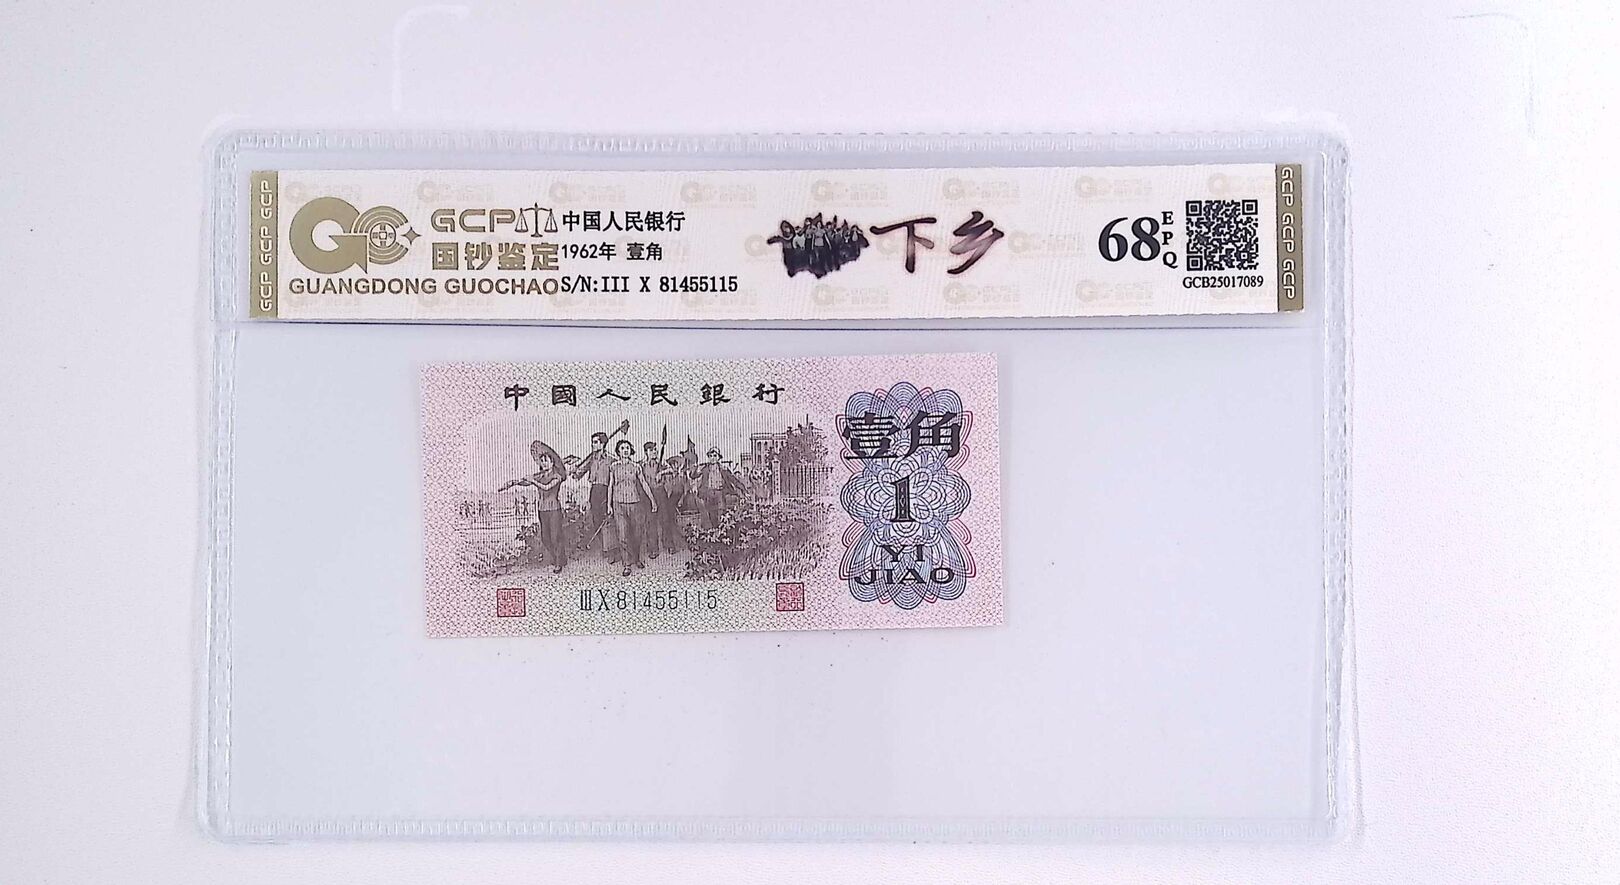 GCP GCP GCP
GC
GCP
国钞鉴定
GUANGDONG GUOCHAO
中国人民银行
1962年 壹角
S/N:III X 81455115
下乡
68 EPQ
GCB25017089
GCP GCP GCP
中國人民銀行
壹角
1
YI
JIAO
III X 81455115